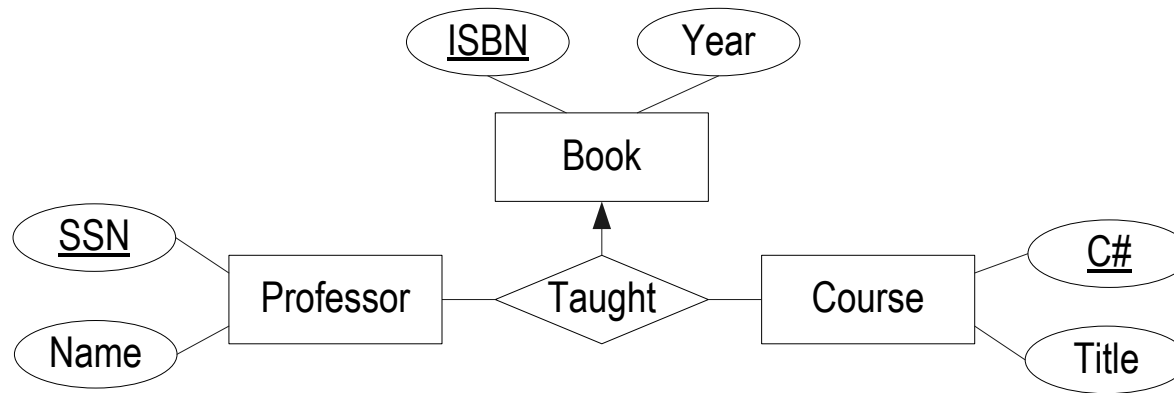 ISBN
Year
Book
SSN
C#
Professor
Taught
Course
Name
Title